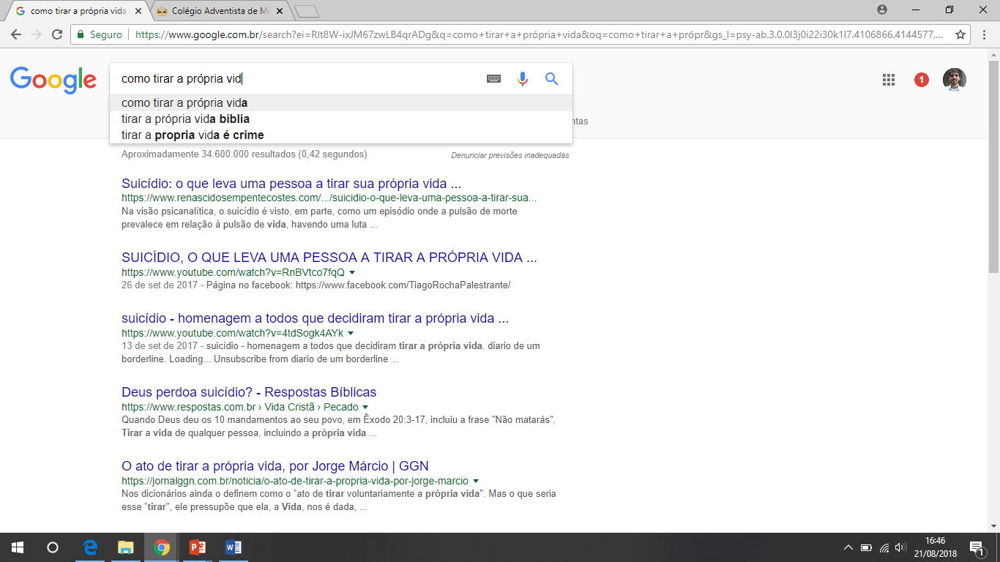 como tirar a própria vida
Colégio Adventista de Mo
Seguro
https://www.google.com.br/search?ei=RIt8W-ixJM67zwLB4qrADg&q=como+tirar+a+própria+vida&oq=como+tirar+a+própr&gs_l=psy-ab.3.0.0l3j0i22i30k1l7.4106866.4144577....
Google
como tirar a própria vid
1
como tirar a própria vida
tirar a própria vida bíblia
ntas
tirar a propria vida é crime
Aproximadamente 34.600.000 resultados (0,42 segundos)
Denunciar previsões inadequadas
Suicídio: o que leva uma pessoa a tirar sua própria vida ...
https://www.renascidosempentecostes.com/.../suicidio-o-que-leva-uma-pessoa-a-tirar-sua...
Na visão psicanalítica, o suicídio é visto, em parte, como um episódio onde a pulsão de morte
prevalece em relação à pulsão de vida, havendo uma luta ...
SUICÍDIO, O QUE LEVA UMA PESSOA A TIRAR A PRÓPRIA VIDA ...
https://www.youtube.com/watch?v=RnBVtco7fqQ
26 de set de 2017 - Página no facebook: https://www.facebook.com/TiagoRochaPalestrante/
suicídio - homenagem a todos que decidiram tirar a própria vida ...
https://www.youtube.com/watch?v=4tdSogk4AYk
13 de set de 2017 - suicídio - homenagem a todos que decidiram tirar a própria vida. diario de um
borderline. Loading... Unsubscribe from diario de um borderline ...
Deus perdoa suicídio? - Respostas Bíblicas
https://www.respostas.com.br › Vida Cristã › Pecado
Quando Deus deu os 10 mandamentos ao seu povo, em Êxodo 20:3-17, incluiu a frase "Não matarás".
Tirar a vida de qualquer pessoa, incluindo a própria vida ...
O ato de tirar a própria vida, por Jorge Márcio | GGN
https://jornalggn.com.br/noticia/o-ato-de-tirar-a-propria-vida-por-jorge-marcio
Nos dicionários ainda o definem como o "ato de tirar voluntariamente a própria vida". Mas o que seria
esse "tirar", ele pressupõe que ela, a Vida, nos é dada, ...
16:46
21/08/2018
1